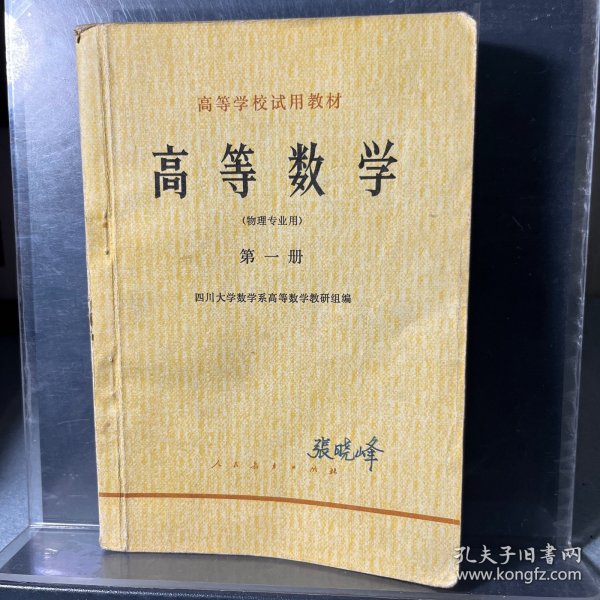 高等学校试用教材
高等数学
(物理专业用)
第一册
四川大学数学系高等数学教研组编
張晓峰
人民教育出版社
孔夫子旧书网
www.kongfz.com